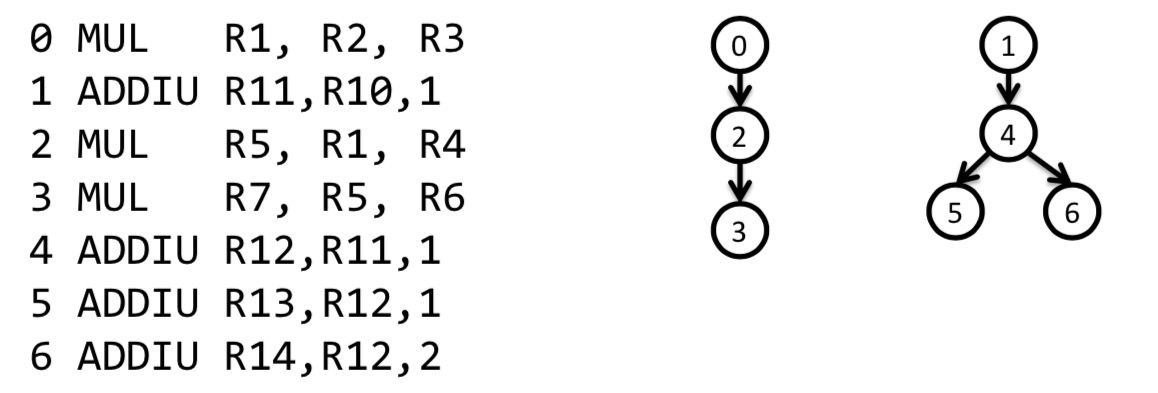 0 MUL R1, R2, R3
1 ADDIU R11,R10,1
2 MUL R5, R1, R4
3 MUL R7, R5, R6
4 ADDIU R12,R11,1
5 ADDIU R13,R12,1
6 ADDIU R14,R12,2
0
2
3
1
4
5 6